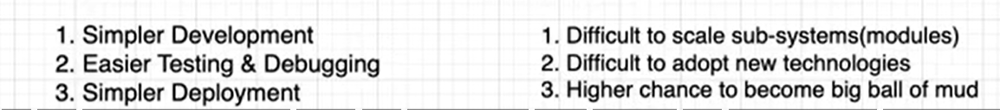 1. Simpler Development
2. Easier Testing & Debugging
3. Simpler Deployment
1. Difficult to scale sub-systems(modules)
2. Difficult to adopt new technologies
3. Higher chance to become big ball of mud